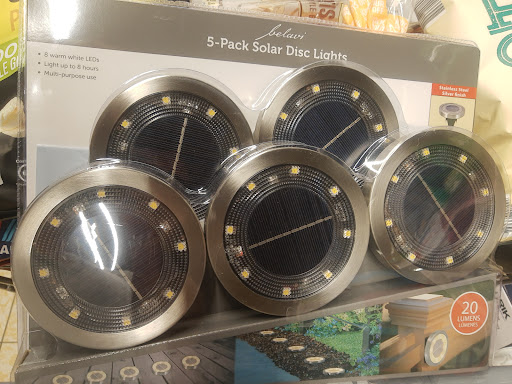 belavi
5-Pack Solar Disc Lights
• 8 warm white LEDs
• Light up to 8 hours
• Multi-purpose use
Stainless Steel
Silver finish
20
LUMENS
LUMENES